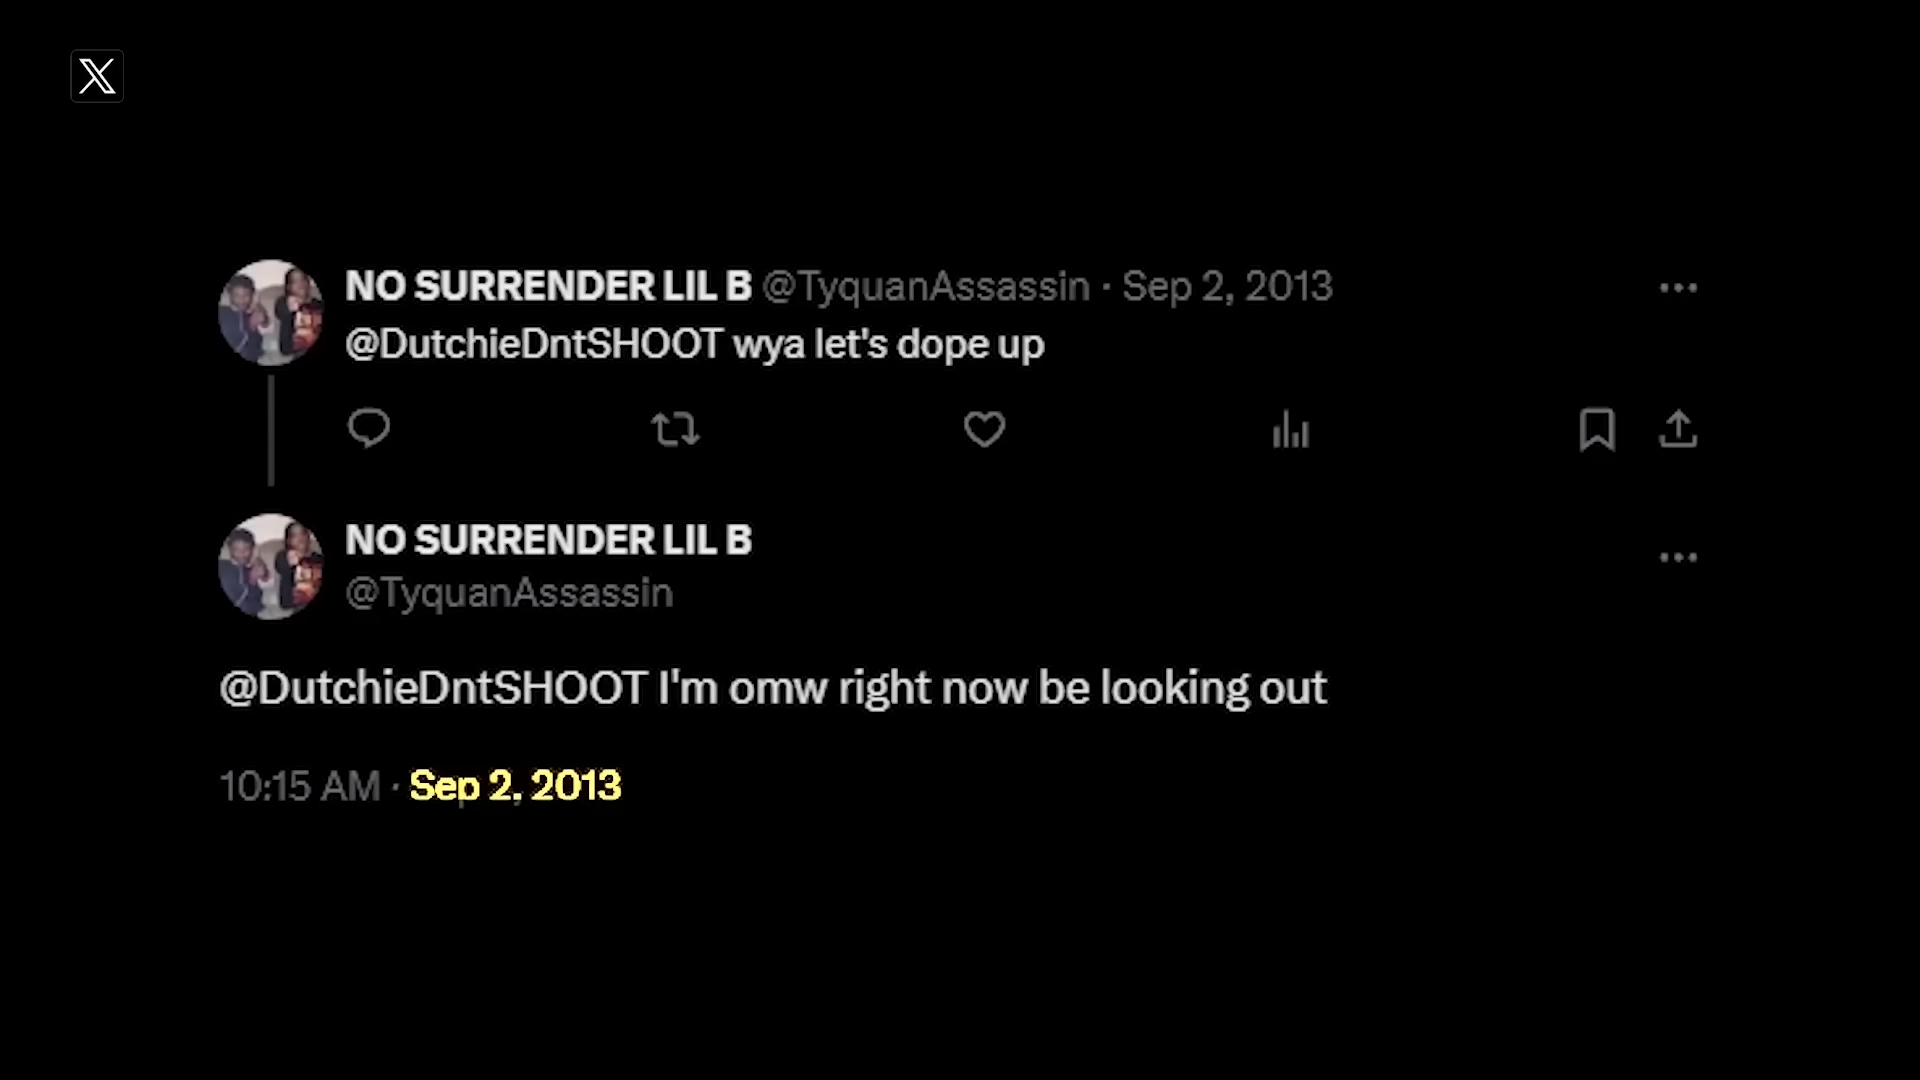 NO SURRENDER LIL B @TyquanAssassin · Sep 2, 2013
@DutchieDntSHOOT wya let's dope up
NO SURRENDER LIL B
@TyquanAssassin
@DutchieDntSHOOT I'm omw right now be looking out
10:15 AM · Sep 2, 2013